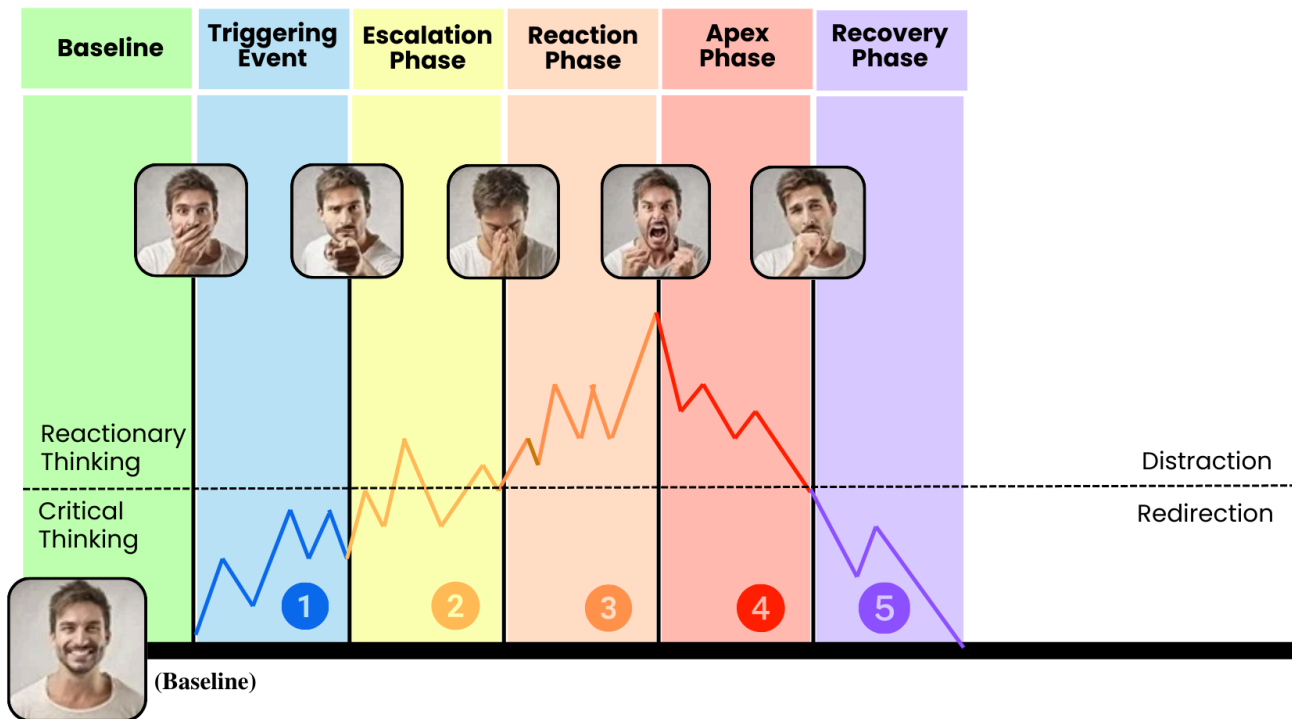 Baseline
Triggering
Event
Escalation
Phase
Reaction
Phase
Apex
Phase
Recovery
Phase
Reactionary
Thinking
Distraction
Critical
Thinking
Redirection
1
2
3
4
5
(Baseline)